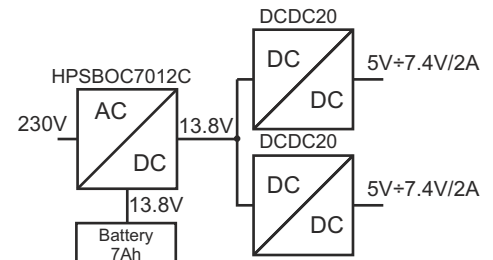 DCDC20
DC
DC
5V÷7.4V/2A
HPSBOC7012C
AC
DC
230V
13.8V
13.8V
Battery
7Ah
DCDC20
DC
DC
5V÷7.4V/2A